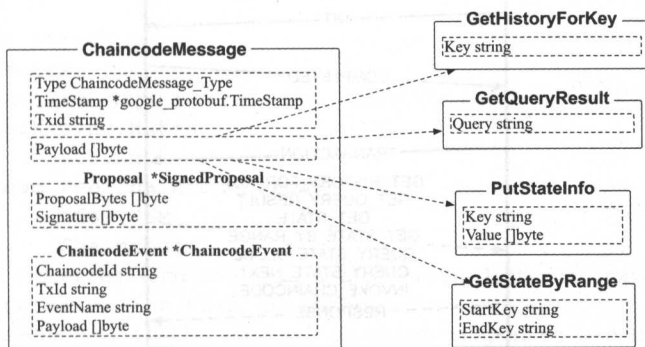 ChaincodeMessage
Type ChaincodeMessage_Type
TimeStamp *google_protobuf.TimeStamp
Txid string
Payload []byte
Proposal *SignedProposal
ProposalBytes []byte
Signature []byte
ChaincodeEvent *ChaincodeEvent
ChaincodeId string
TxId string
EventName string
Payload []byte
GetHistoryForKey
Key string
GetQueryResult
Query string
PutStateInfo
Key string
Value []byte
GetStateByRange
StartKey string
EndKey string